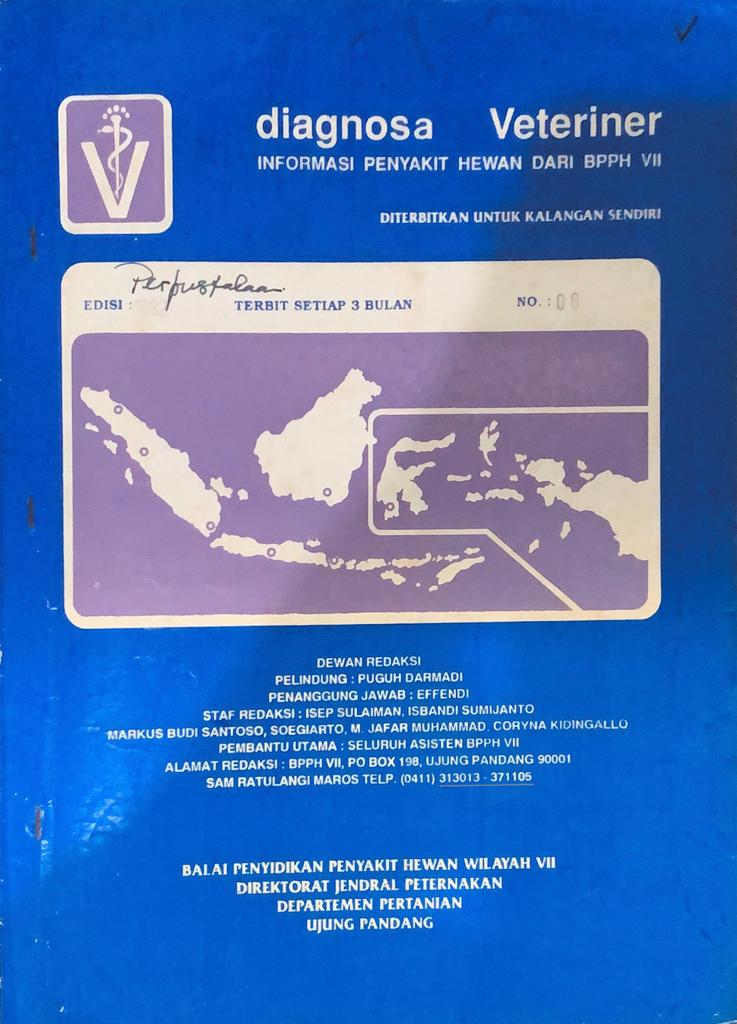 V
diagnosa Veteriner
INFORMASI PENYAKIT HEWAN DARI BPPH VII
DITERBITKAN UNTUK KALANGAN SENDIRI
Perpustakaan
EDISI : TERBIT SETIAP 3 BULAN NO. : 06
DEWAN REDAKSI
PELINDUNG : PUGUH DARMADI
PENANGGUNG JAWAB : EFFENDI
STAF REDAKSI : ISEP SULAIMAN, ISBANDI SUMIJANTO
MARKUS BUDI SANTOSO, SOEGIARTO, M. JAFAR MUHAMMAD, CORYNA KIDINGALLO
PEMBANTU UTAMA : SELURUH ASISTEN BPPH VII
ALAMAT REDAKSI : BPPH VII, PO BOX 198, UJUNG PANDANG 90001
SAM RATULANGI MAROS TELP. (0411) 313013 - 371105
BALAI PENYIDIKAN PENYAKIT HEWAN WILAYAH VII
DIREKTORAT JENDRAL PETERNAKAN
DEPARTEMEN PERTANIAN
UJUNG PANDANG